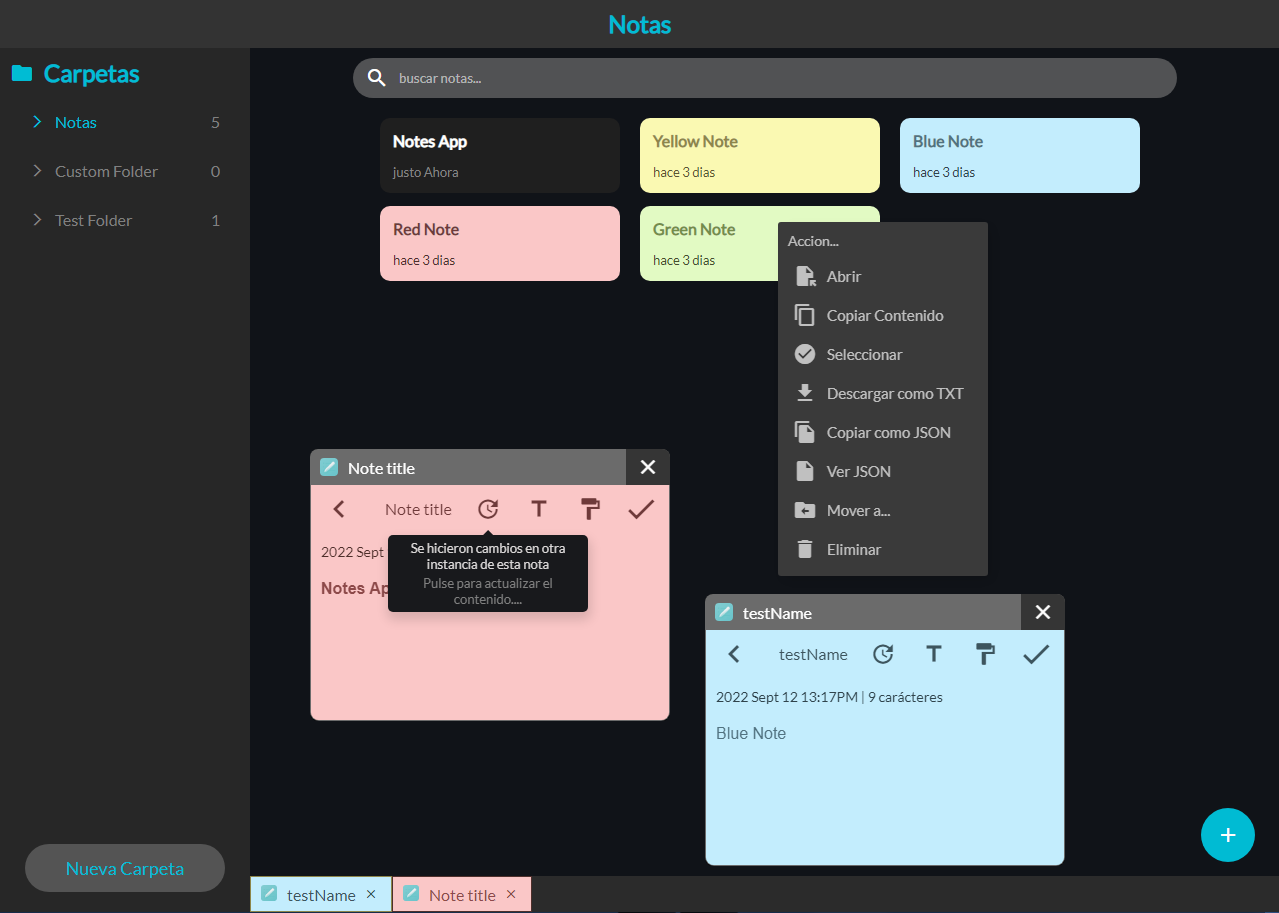 Notas
Carpetas
Notas 5
Custom Folder 0
Test Folder 1
Nueva Carpeta
buscar notas...
Notes App
justo Ahora
Yellow Note
hace 3 dias
Blue Note
hace 3 dias
Red Note
hace 3 dias
Green Note
hace 3 dias
Accion...
Abrir
Copiar Contenido
Seleccionar
Descargar como TXT
Copiar como JSON
Ver JSON
Mover a...
Eliminar
Note title
Note title
2022 Sept
Notes Ap
Se hicieron cambios en otra
instancia de esta nota
Pulse para actualizar el
contenido....
testName
testName
2022 Sept 12 13:17PM | 9 carácteres
Blue Note
testName
Note title